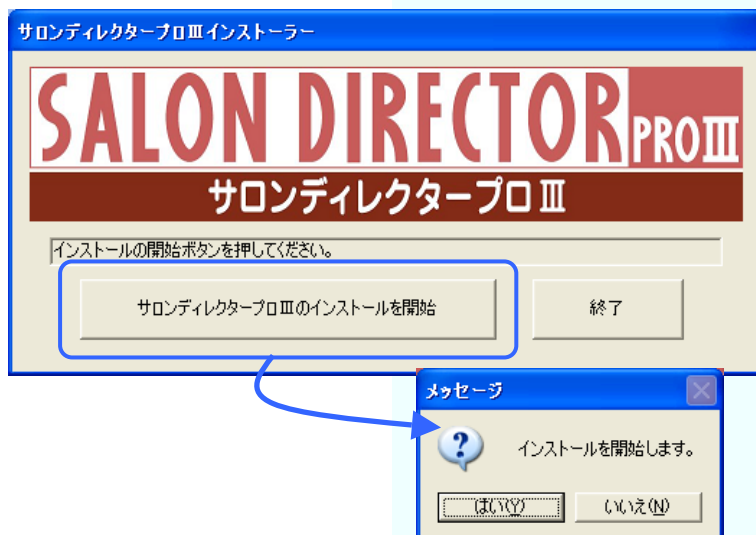 サロンディレクタープロⅢインストーラー
SALON DIRECTOR PROⅢ
サロンディレクタープロⅢ
インストールの開始ボタンを押してください。
サロンディレクタープロⅢのインストールを開始
終了
メッセージ
インストールを開始します。
はい(Y)
いいえ(N)